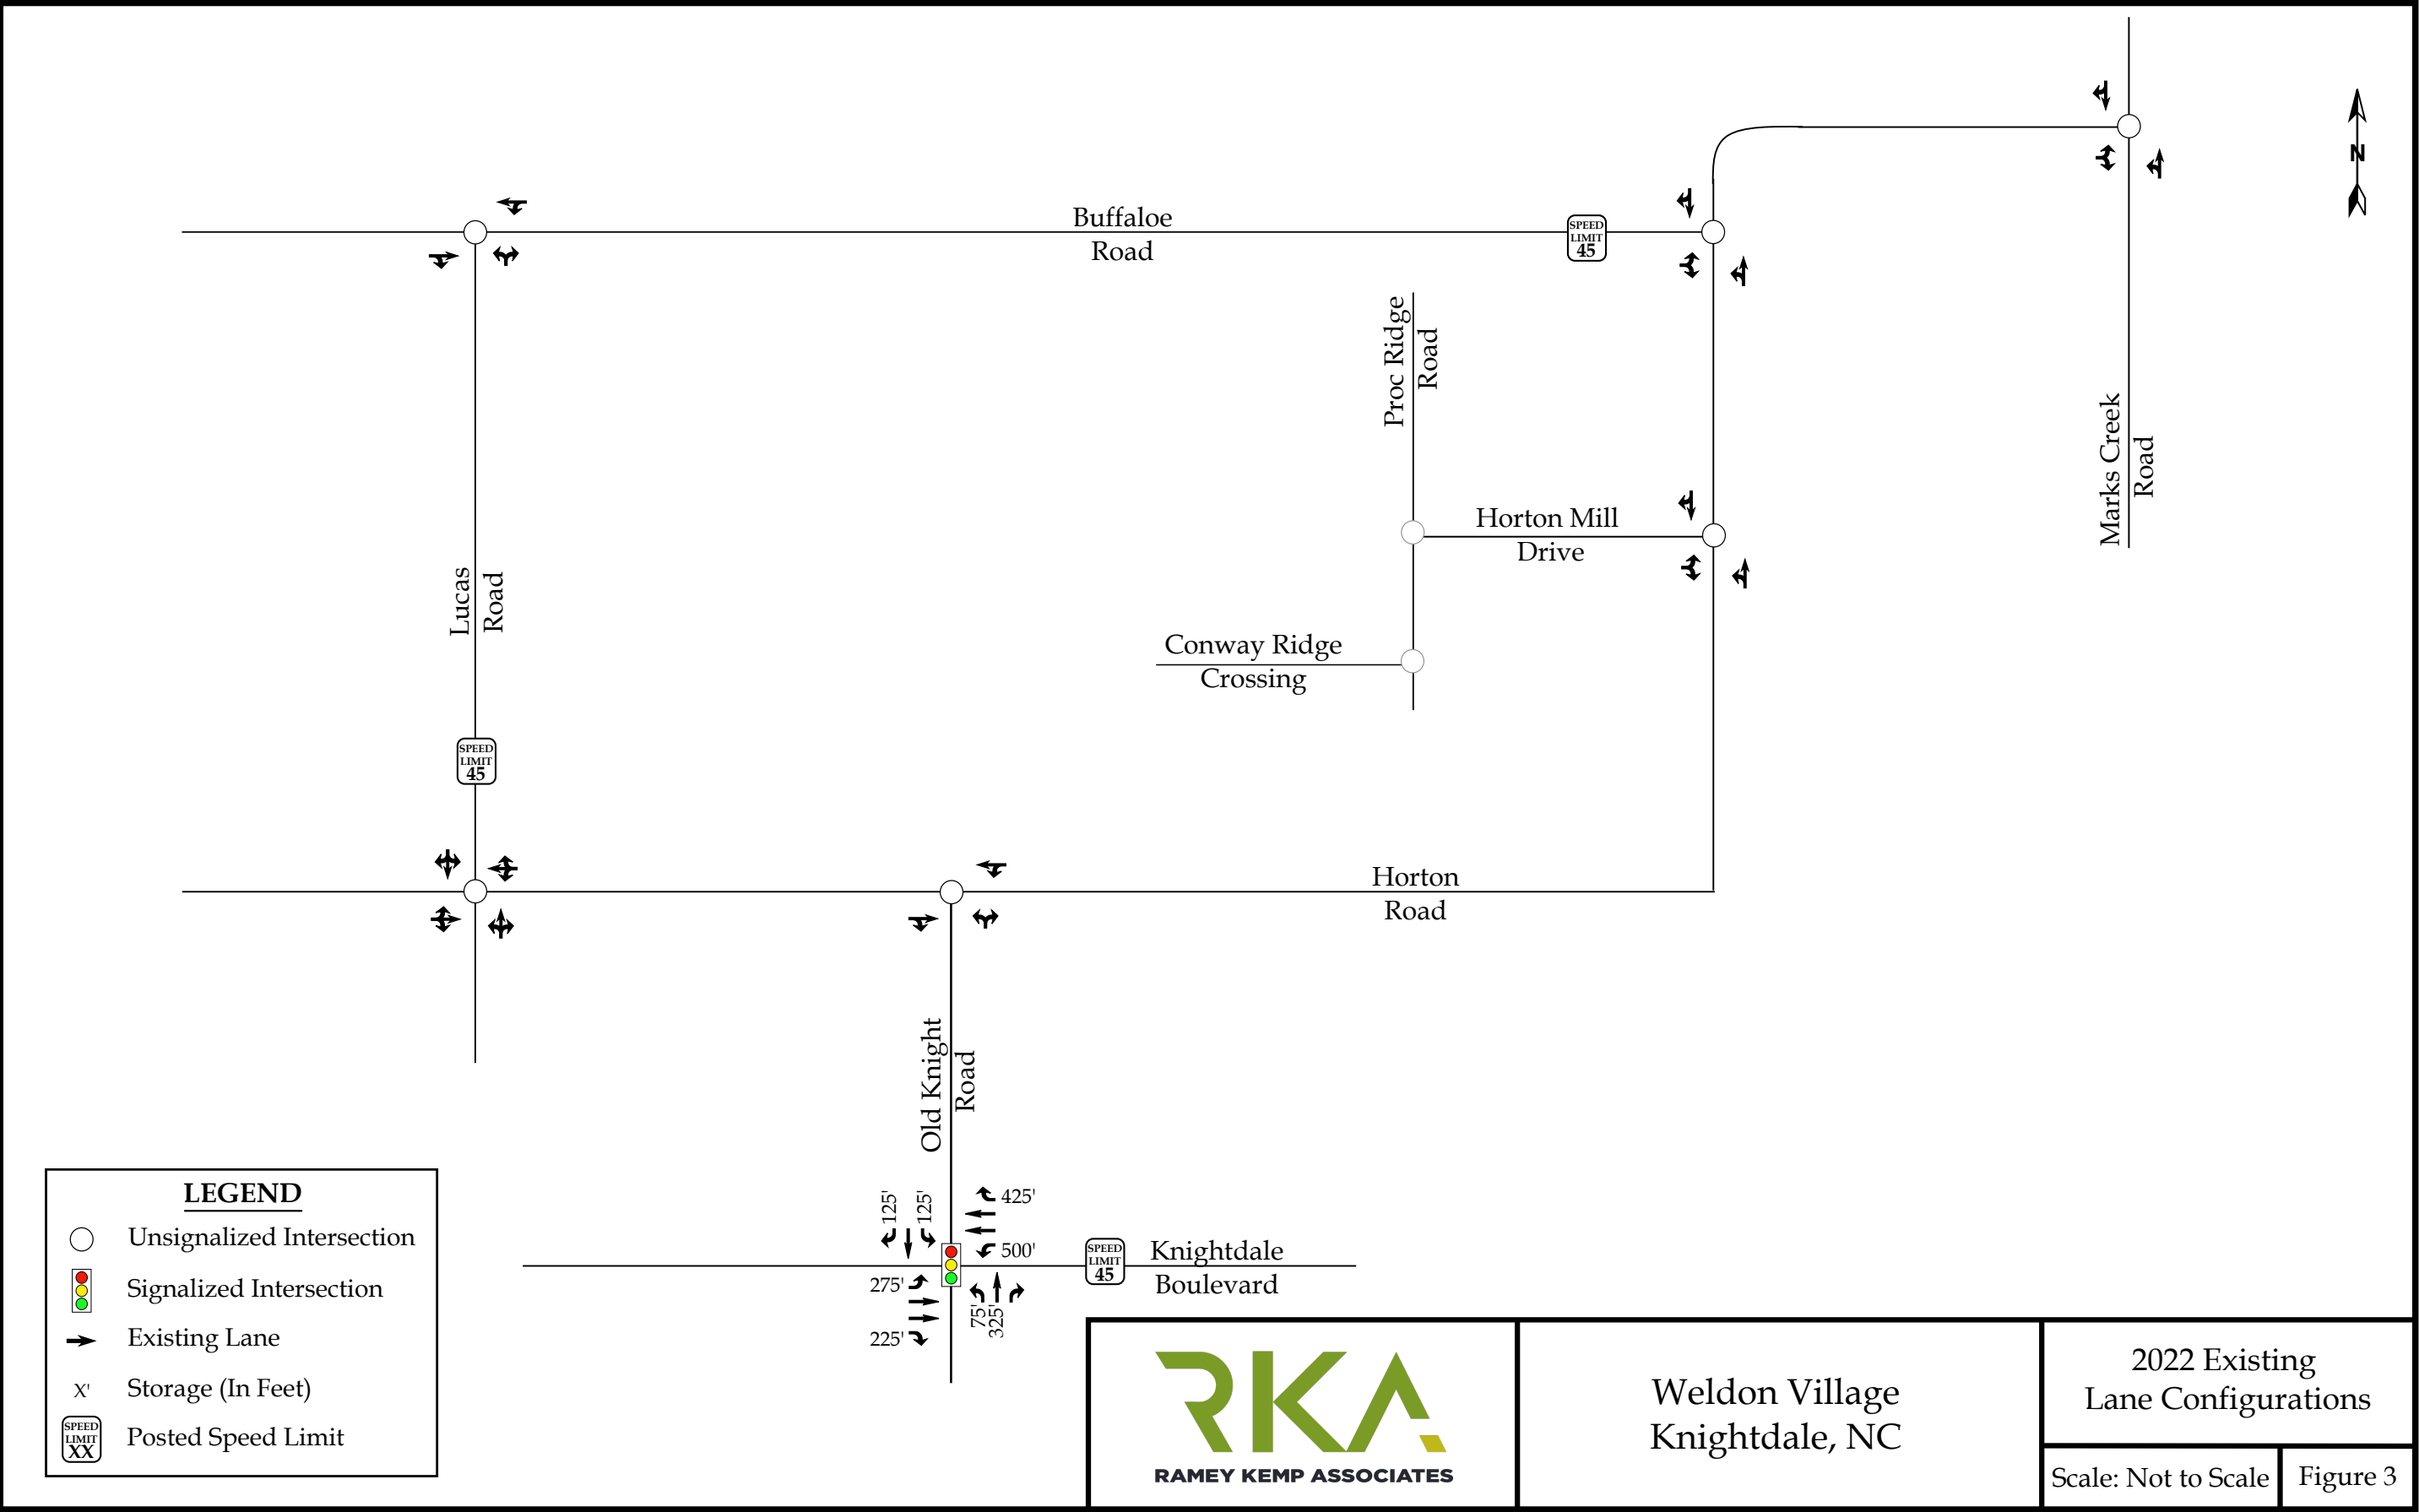 N
Buffaloe
Road
SPEED
LIMIT
45
Proc Ridge
Road
Marks Creek
Road
Horton Mill
Drive
Lucas
Road
Conway Ridge
Crossing
SPEED
LIMIT
45
Horton
Road
Old Knight
Road
125'
125'
425'
500'
SPEED
LIMIT
45
Knightdale
Boulevard
275'
225'
75'
325'
LEGEND
Unsignalized Intersection
Signalized Intersection
Existing Lane
X' Storage (In Feet)
SPEED
LIMIT
XX
Posted Speed Limit
RKA
RAMEY KEMP ASSOCIATES
Weldon Village
Knightdale, NC
2022 Existing
Lane Configurations
Scale: Not to Scale
Figure 3